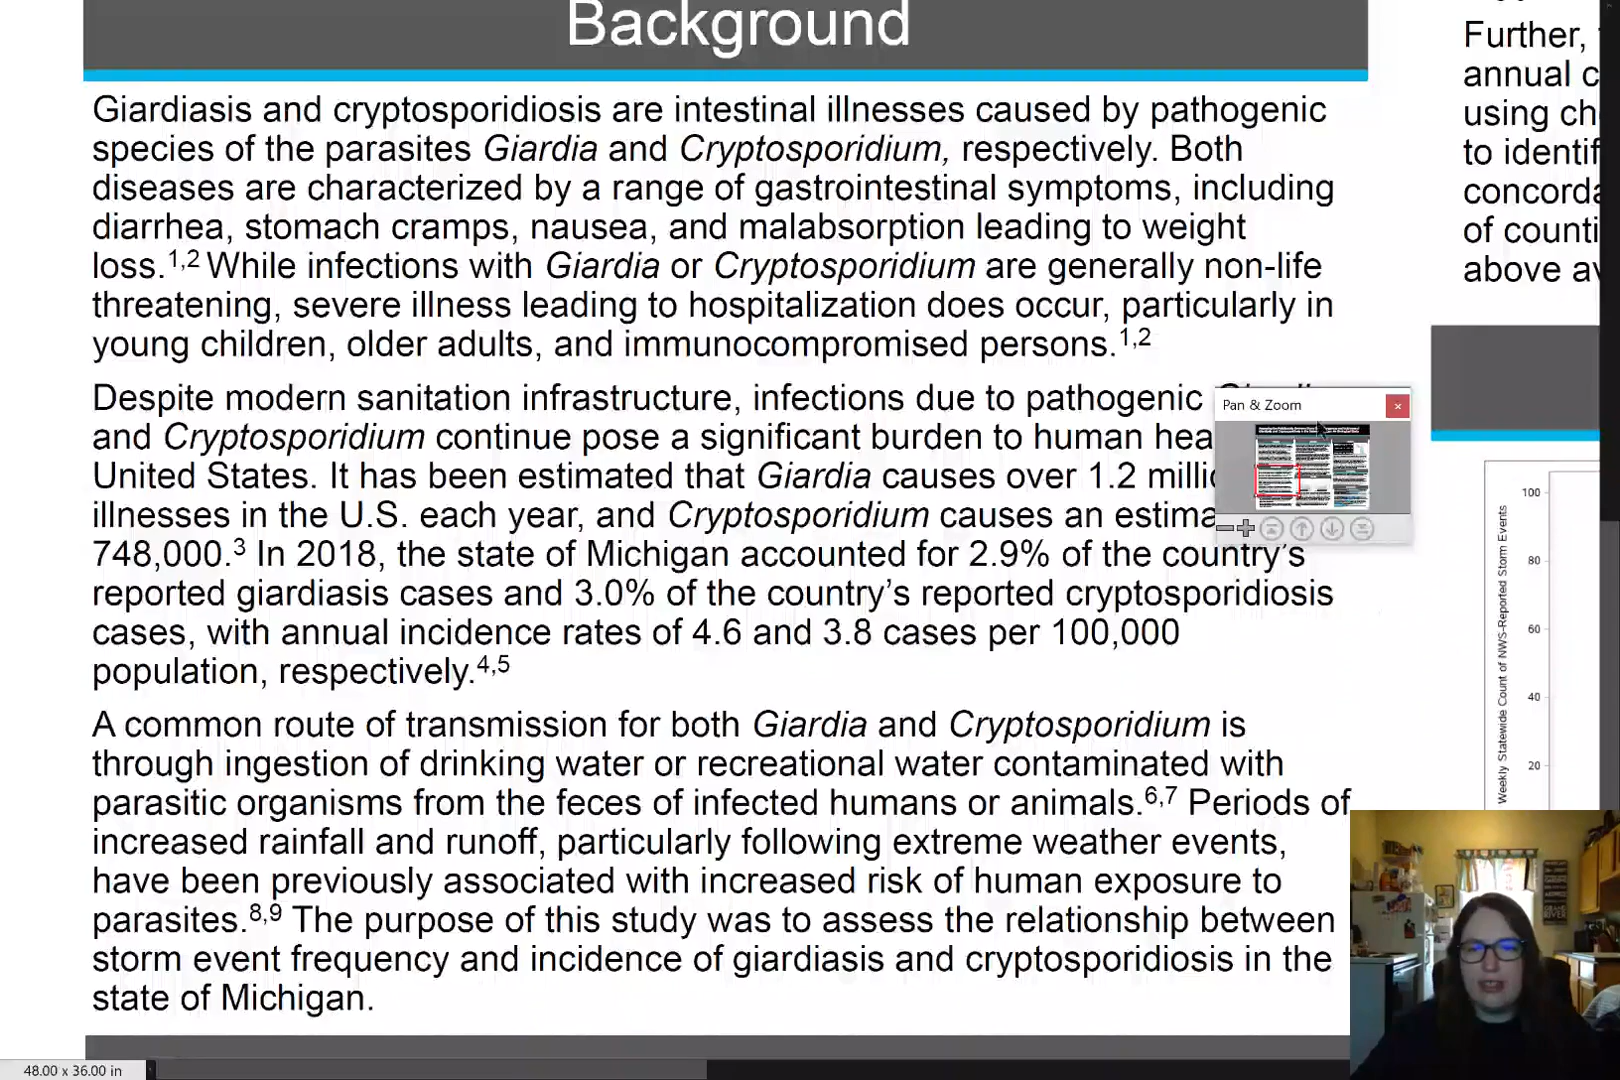 Background
Giardiasis and cryptosporidiosis are intestinal illnesses caused by pathogenic
species of the parasites Giardia and Cryptosporidium, respectively. Both
diseases are characterized by a range of gastrointestinal symptoms, including
diarrhea, stomach cramps, nausea, and malabsorption leading to weight
loss.1,2 While infections with Giardia or Cryptosporidium are generally non-life
threatening, severe illness leading to hospitalization does occur, particularly in
young children, older adults, and immunocompromised persons.1,2
Despite modern sanitation infrastructure, infections due to pathogenic
and Cryptosporidium continue pose a significant burden to human hea
United States. It has been estimated that Giardia causes over 1.2 millio
illnesses in the U.S. each year, and Cryptosporidium causes an estima
748,000.3 In 2018, the state of Michigan accounted for 2.9% of the country’s
reported giardiasis cases and 3.0% of the country’s reported cryptosporidiosis
cases, with annual incidence rates of 4.6 and 3.8 cases per 100,000
population, respectively.4,5
A common route of transmission for both Giardia and Cryptosporidium is
through ingestion of drinking water or recreational water contaminated with
parasitic organisms from the feces of infected humans or animals.6,7 Periods of
increased rainfall and runoff, particularly following extreme weather events,
have been previously associated with increased risk of human exposure to
parasites.8,9 The purpose of this study was to assess the relationship between
storm event frequency and incidence of giardiasis and cryptosporidiosis in the
state of Michigan.
Further,
annual c
using ch
to identif
concorda
of counti
above av
Pan & Zoom
Weekly Statewide Count of NWS-Reported Storm Events
100
80
60
40
20
48.00 x 36.00 in